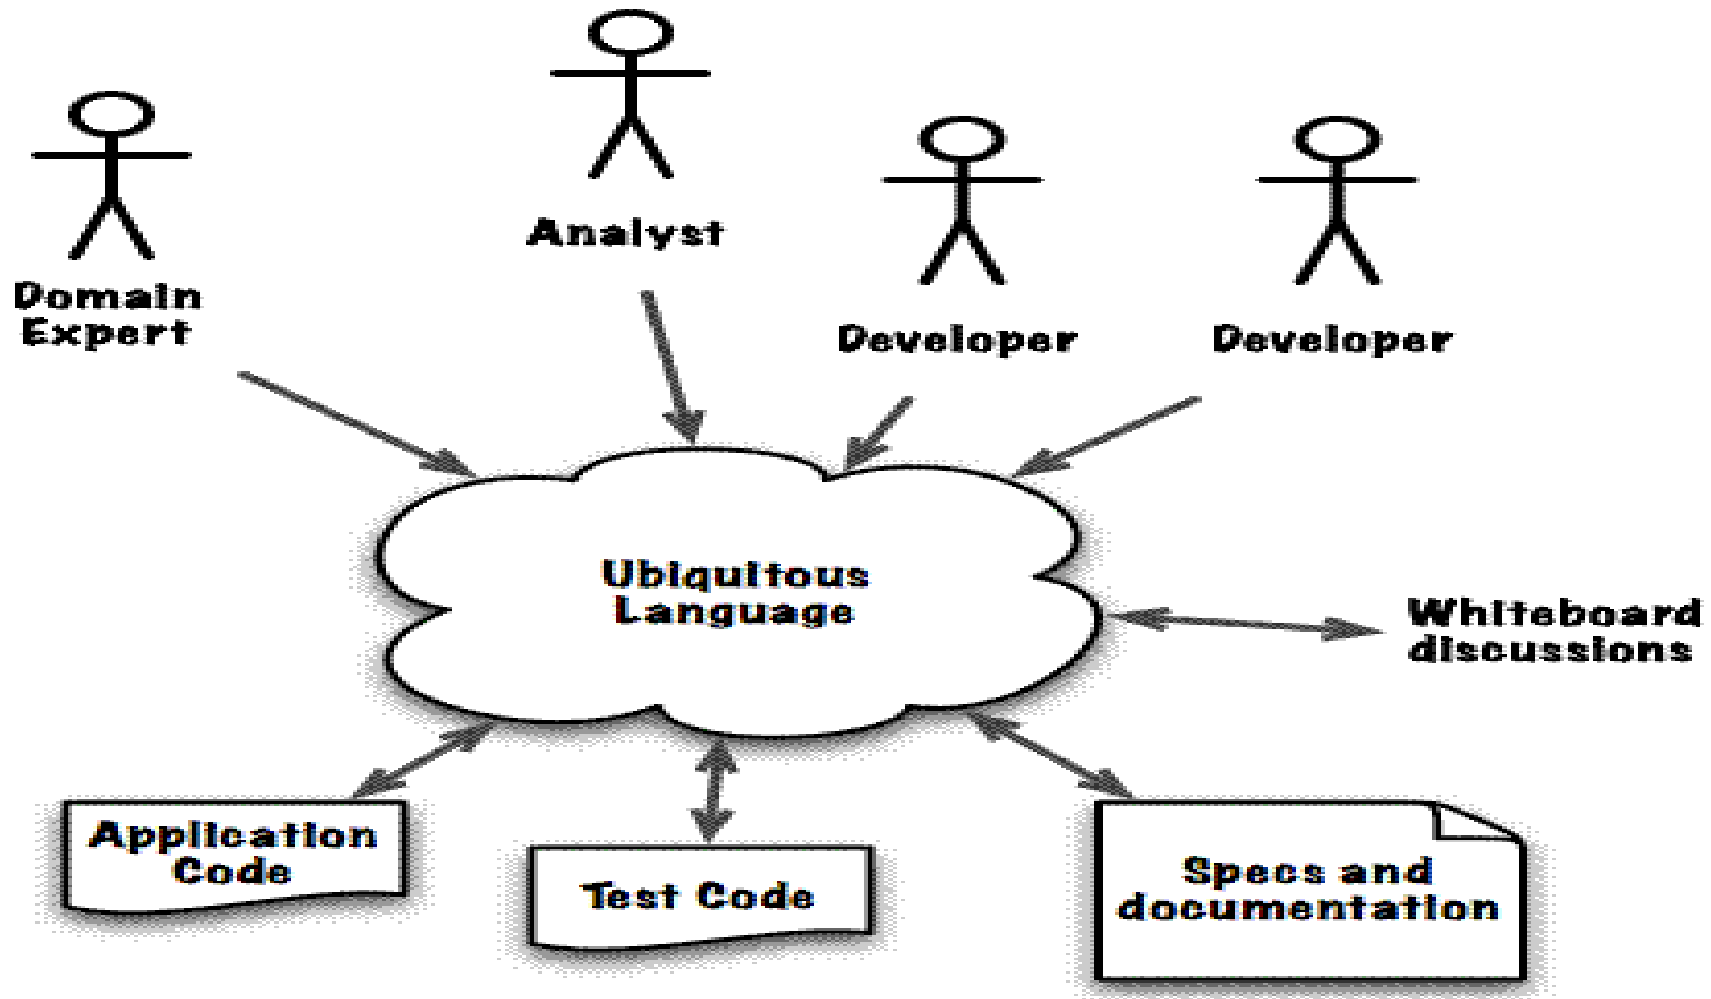 Analyst
Domain
Expert
Developer
Developer
Ubiquitous
Language
Whiteboard
discussions
Application
Code
Test Code
Specs and
documentation